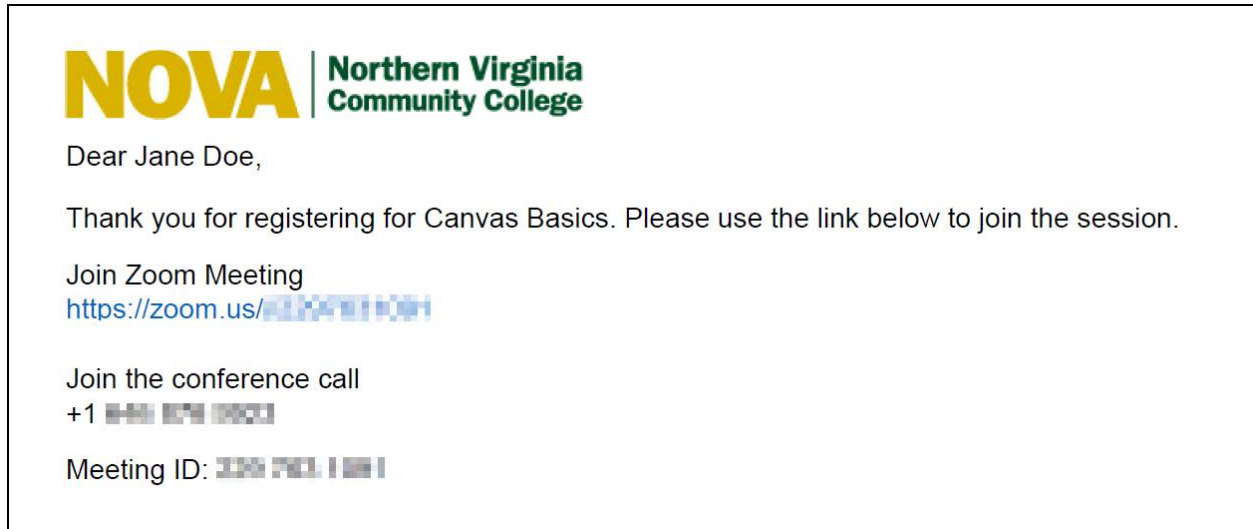 NOVA
Northern Virginia
Community College
Dear Jane Doe,
Thank you for registering for Canvas Basics. Please use the link below to join the session.
Join Zoom Meeting
https://zoom.us/
Join the conference call
+1
Meeting ID: